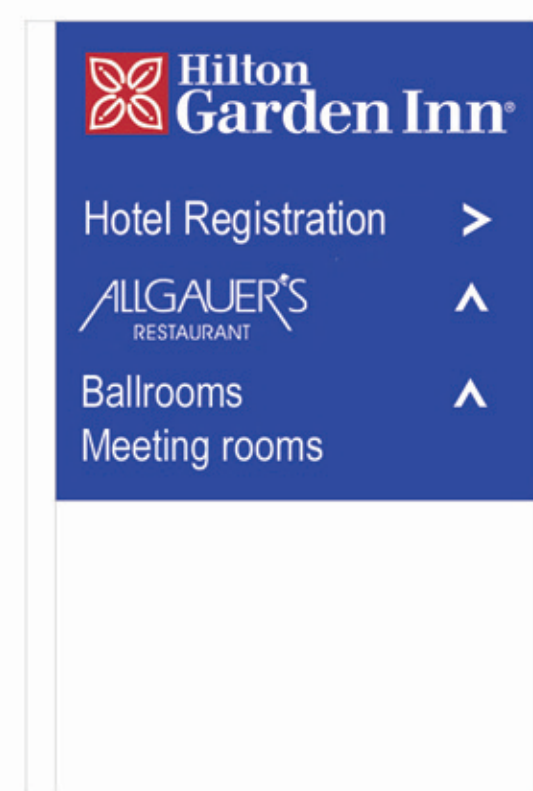 Hilton
Garden Inn®
Hotel Registration >
ALLGAUER'S ^
RESTAURANT
Ballrooms ^
Meeting rooms